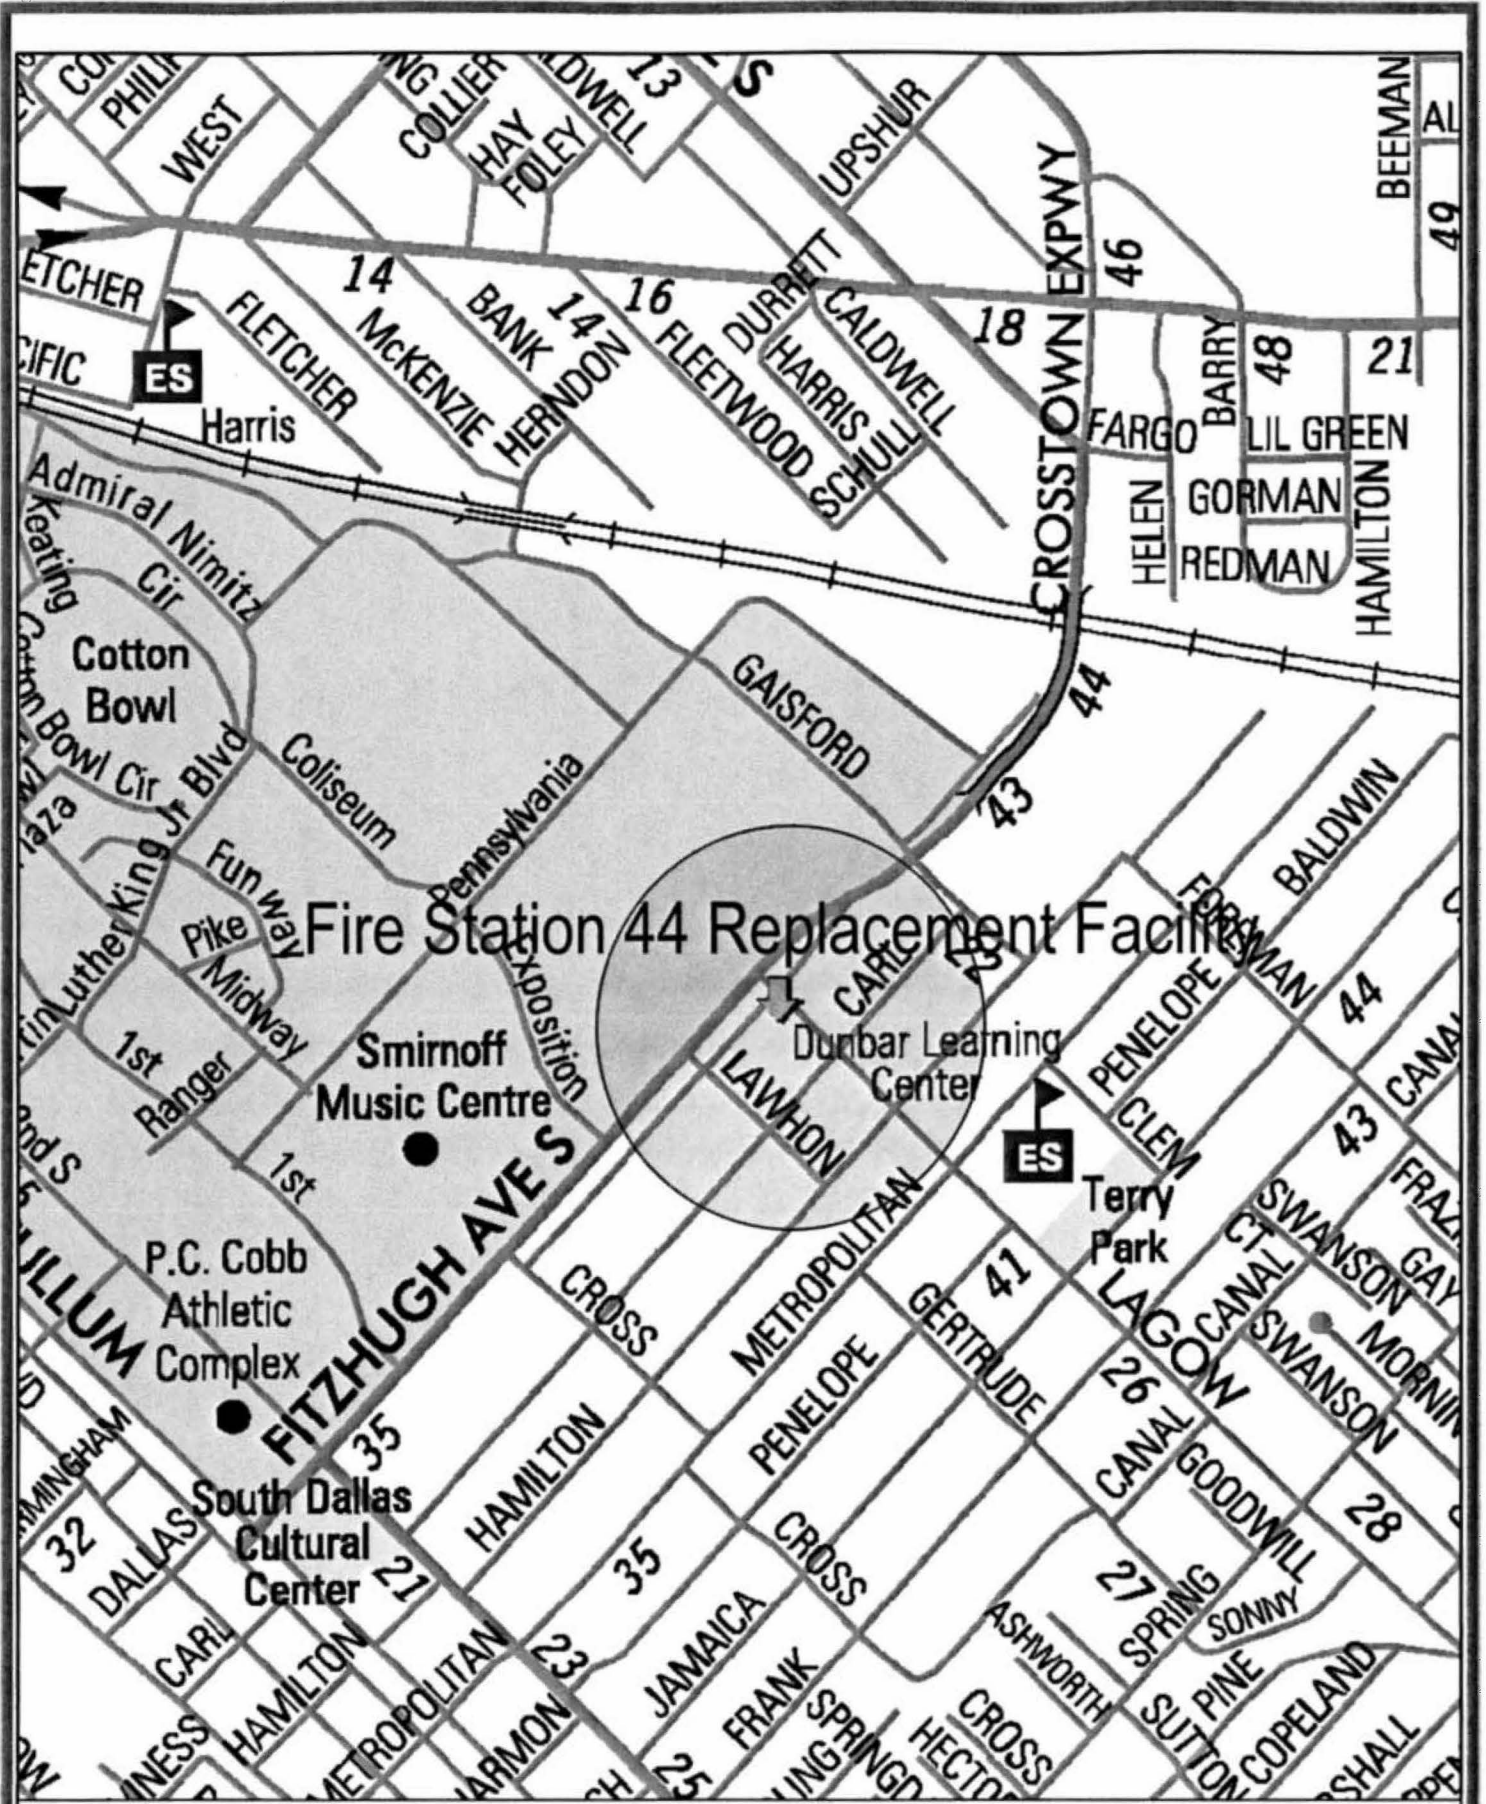 WEST
COLLIER
HAY
FOLEY
13
S
UPSHUR
CROSSTOWN EXPWY
46
BEEMAN
49
14
16
18
48
21
FLETCHER
McKENZIE
BANK
14
HERNDON
FLEETWOOD
DURRETT
HARRIS
CALDWELL
SCHULL
BARRY
FARGO
LIL GREEN
GORMAN
HELEN
REDMAN
HAMILTON
ES
Harris
Admiral Nimitz
Cir
Keating
Cotton
Bowl
Cotton Bowl Cir
Coliseum
GAISFORD
44
43
Pennsylvania
King Jr Blvd
Luther
Fun way
Pike
Midway
BALDWIN
FORMAN
Fire Station 44 Replacement Facility
CARL
22
Exposition
1st
Ranger
Smirnoff
Music Centre
Dunbar Learning
Center
LAWHON
PENELOPE
44
CLEM
43
ES
Terry
Park
1st
P.C. Cobb
Athletic
Complex
FITZHUGH AVE S
CROSS
METROPOLITAN
41
GERTRUDE
LAGOW
SWANSON
CT
CANAL
SWANSON
GAY
PENELOPE
26
CANAL
GOODWILL
28
35
HAMILTON
South Dallas
Cultural
Center
21
32
DALLAS
CARL
HAMILTON
METROPOLITAN
23
35
CROSS
JAMAICA
FRANK
27
SPRING
SONNY
ASHWORTH
PINE
SUTTON
COPELAND
CROSS
25